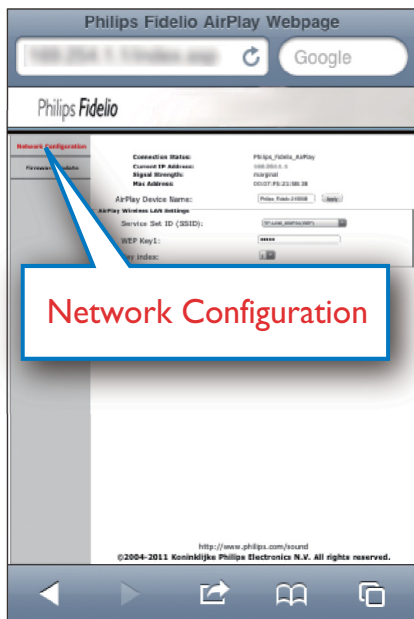 Philips Fidelio AirPlay Webpage
Google
Philips Fidelio
Network Configuration
Connection Status: Philips_Fidelio_AirPlay
Current IP Address:
Signal Strength: marginal
Mac Address:
AirPlay Device Name: Apply
AirPlay Wireless LAN Settings
Service Set ID (SSID):
WEP Key1:
Key Index:
Network Configuration
http://www.philips.com/sound
©2004-2011 Koninklijke Philips Electronics N.V. All rights reserved.